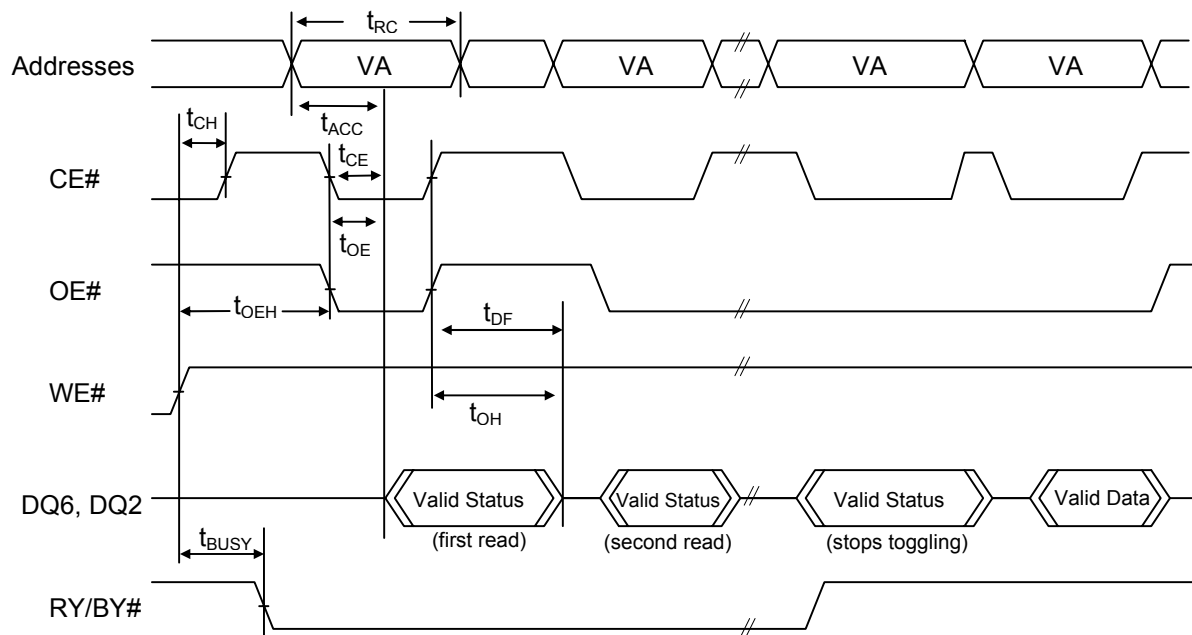 tRC
Addresses VA VA VA VA
tCH
tACC
tCE
CE#
tOE
OE#
tOEH
tDF
WE#
tOH
DQ6, DQ2 Valid Status Valid Status Valid Status Valid Data
(first read) (second read) (stops toggling)
tBUSY
RY/BY#